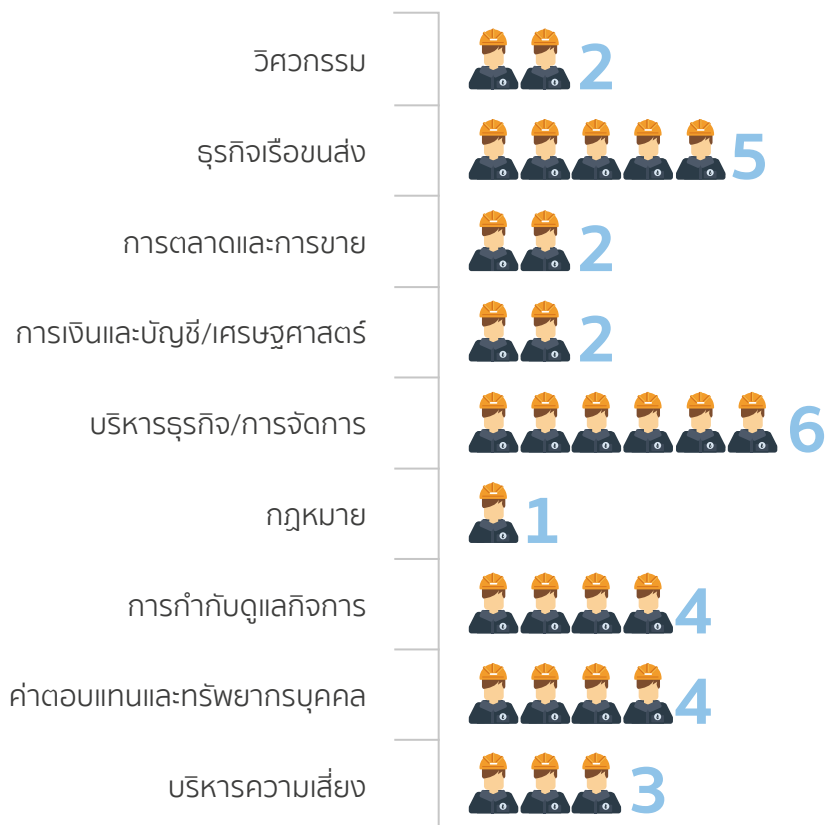 วิศวกรรม 2
ธุรกิจเรือขนส่ง 5
การตลาดและการขาย 2
การเงินและบัญชี/เศรษฐศาสตร์ 2
บริหารธุรกิจ/การจัดการ 6
กฎหมาย 1
การกำกับดูแลกิจการ 4
ค่าตอบแทนและทรัพยากรบุคคล 4
บริหารความเสี่ยง 3